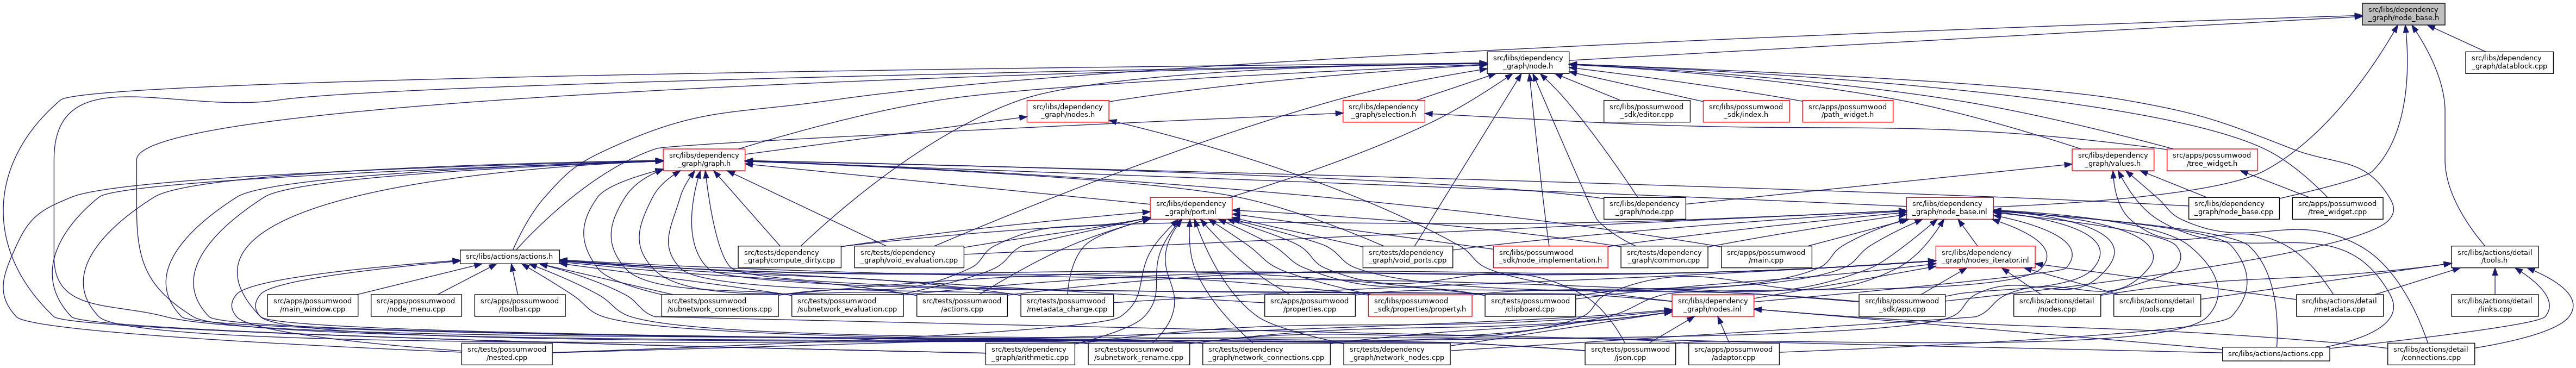 src/libs/dependency
_graph/node_base.h
src/libs/dependency
_graph/node.h
src/libs/dependency
_graph/datablock.cpp
src/libs/dependency
_graph/nodes.h
src/libs/dependency
_graph/selection.h
src/libs/possumwood
_sdk/editor.cpp
src/libs/possumwood
_sdk/index.h
src/apps/possumwood
/path_widget.h
src/libs/dependency
_graph/graph.h
src/libs/dependency
_graph/values.h
src/apps/possumwood
/tree_widget.h
src/libs/dependency
_graph/port.inl
src/libs/dependency
_graph/node.cpp
src/libs/dependency
_graph/node_base.inl
src/libs/dependency
_graph/node_base.cpp
src/apps/possumwood
/tree_widget.cpp
src/libs/actions/actions.h
src/tests/dependency
_graph/compute_dirty.cpp
src/tests/dependency
_graph/void_evaluation.cpp
src/tests/dependency
_graph/void_ports.cpp
src/libs/possumwood
_sdk/node_implementation.h
src/tests/dependency
_graph/common.cpp
src/apps/possumwood
/main.cpp
src/libs/dependency
_graph/nodes_iterator.inl
src/libs/actions/detail
/tools.h
src/apps/possumwood
/main_window.cpp
src/apps/possumwood
/node_menu.cpp
src/apps/possumwood
/toolbar.cpp
src/tests/possumwood
/subnetwork_connections.cpp
src/tests/possumwood
/subnetwork_evaluation.cpp
src/tests/possumwood
/actions.cpp
src/tests/possumwood
/metadata_change.cpp
src/apps/possumwood
/properties.cpp
src/libs/possumwood
_sdk/properties/property.h
src/tests/possumwood
/clipboard.cpp
src/libs/dependency
_graph/nodes.inl
src/libs/possumwood
_sdk/app.cpp
src/libs/actions/detail
/nodes.cpp
src/libs/actions/detail
/tools.cpp
src/libs/actions/detail
/metadata.cpp
src/libs/actions/detail
/links.cpp
src/tests/possumwood
/nested.cpp
src/tests/dependency
_graph/arithmetic.cpp
src/tests/possumwood
/subnetwork_rename.cpp
src/tests/dependency
_graph/network_connections.cpp
src/tests/dependency
_graph/network_nodes.cpp
src/tests/possumwood
/json.cpp
src/apps/possumwood
/adaptor.cpp
src/libs/actions/actions.cpp
src/libs/actions/detail
/connections.cpp